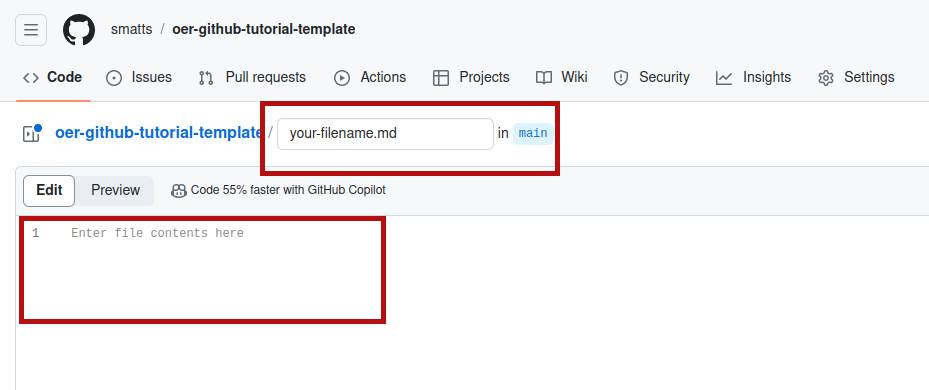 smatts / oer-github-tutorial-template
Code Issues Pull requests Actions Projects Wiki Security Insights Settings
oer-github-tutorial-template / your-filename.md in main
Edit Preview Code 55% faster with GitHub Copilot
1 Enter file contents here